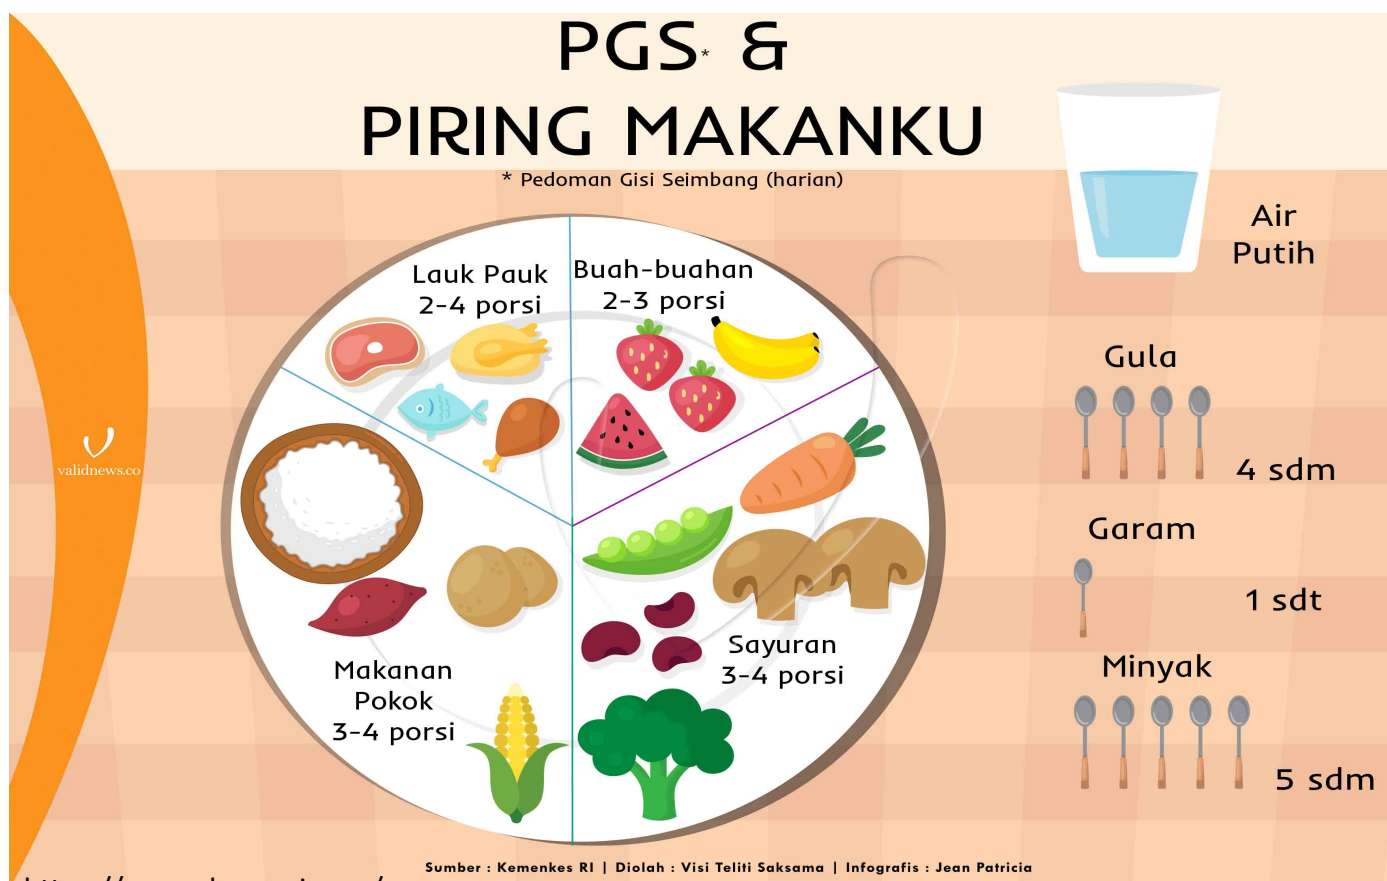 PGS* &
PIRING MAKANKU
* Pedoman Gisi Seimbang (harian)
Lauk Pauk
2-4 porsi
Buah-buahan
2-3 porsi
Makanan
Pokok
3-4 porsi
Sayuran
3-4 porsi
Air
Putih
Gula
4 sdm
Garam
1 sdt
Minyak
5 sdm
validnews.co
Sumber : Kemenkes RI | Diolah : Visi Teliti Saksama | Infografis : Jean Patricia